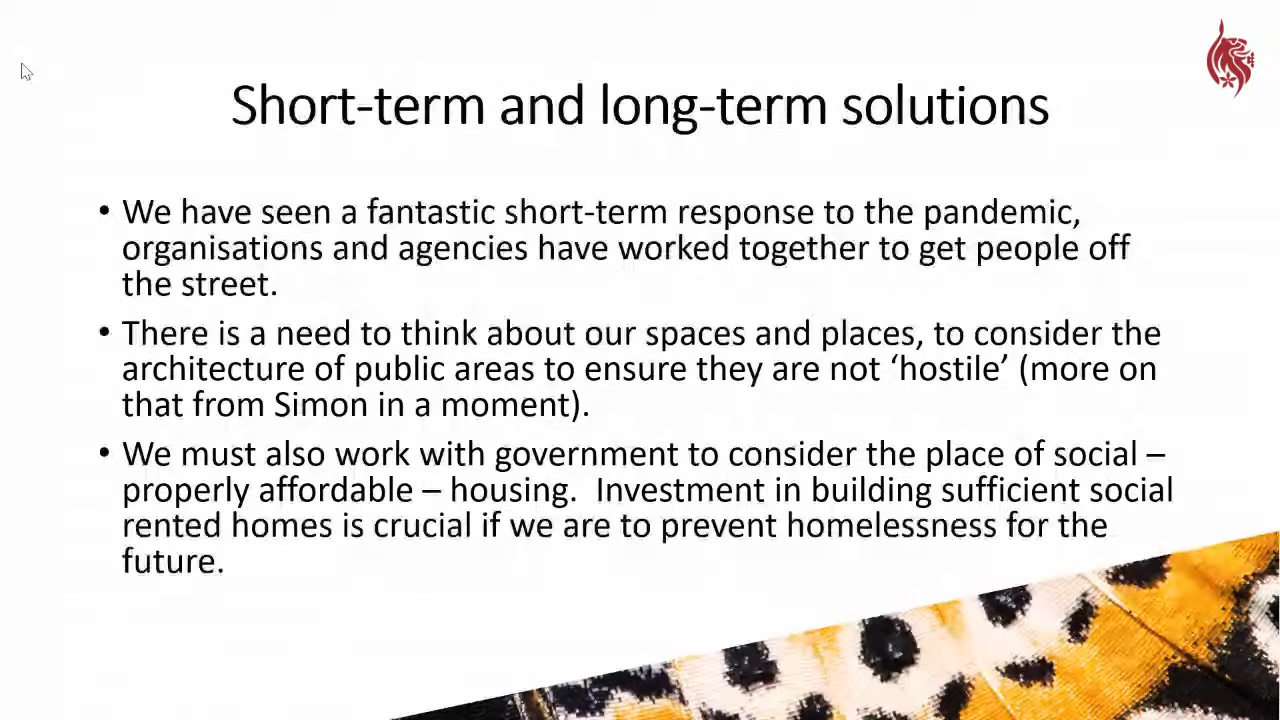 Short-term and long-term solutions
• We have seen a fantastic short-term response to the pandemic,
organisations and agencies have worked together to get people off
the street.
• There is a need to think about our spaces and places, to consider the
architecture of public areas to ensure they are not ‘hostile’ (more on
that from Simon in a moment).
• We must also work with government to consider the place of social –
properly affordable – housing.  Investment in building sufficient social
rented homes is crucial if we are to prevent homelessness for the
future.